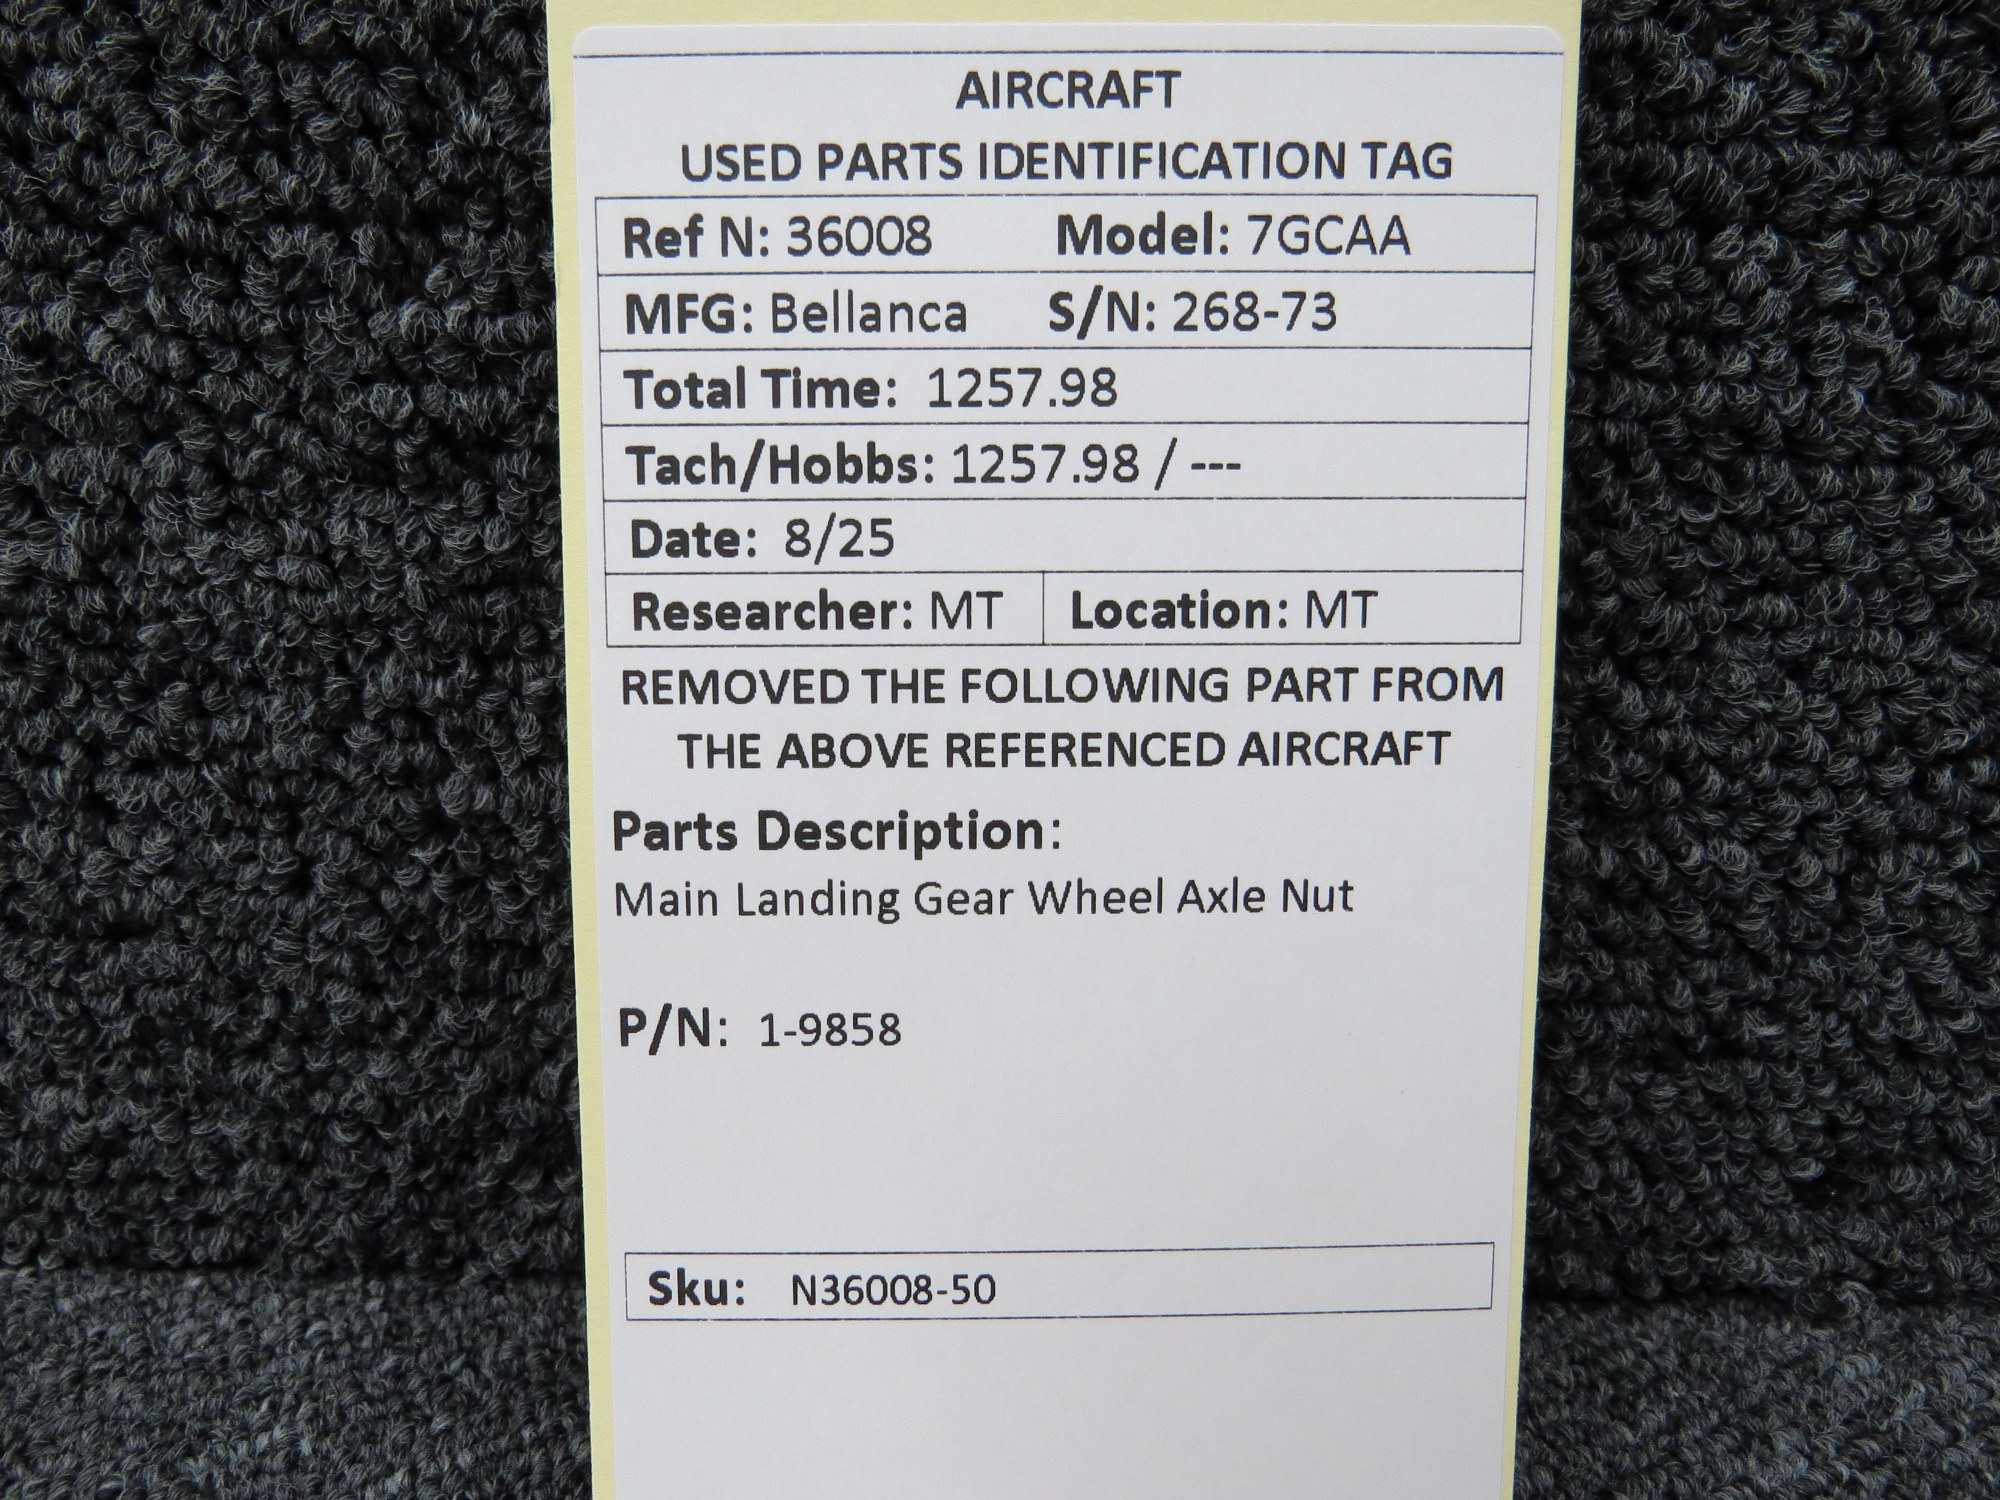 AIRCRAFT
USED PARTS IDENTIFICATION TAG
Ref N: 36008 Model: 7GCAA
MFG: Bellanca S/N: 268-73
Total Time: 1257.98
Tach/Hobbs: 1257.98 / ---
Date: 8/25
Researcher: MT Location: MT
REMOVED THE FOLLOWING PART FROM
THE ABOVE REFERENCED AIRCRAFT
Parts Description:
Main Landing Gear Wheel Axle Nut
P/N: 1-9858
Sku: N36008-50